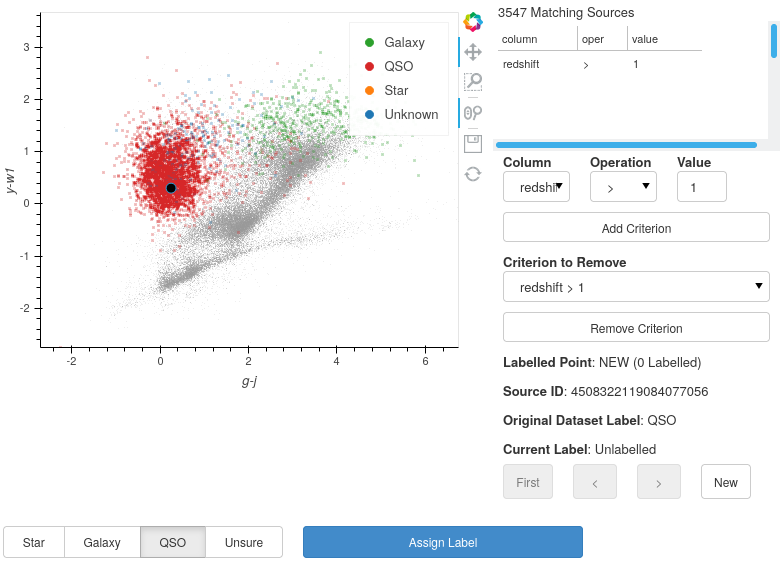 3547 Matching Sources
column oper value
redshift > 1
Galaxy
QSO
Star
Unknown
3
2
1
0
-1
-2
y-w1
-2 0 2 4 6
g-j
Column Operation Value
redshif > 1
Add Criterion
Criterion to Remove
redshift > 1
Remove Criterion
Labelled Point: NEW (0 Labelled)
Source ID: 4508322119084077056
Original Dataset Label: QSO
Current Label: Unlabelled
First < > New
Star Galaxy QSO Unsure Assign Label